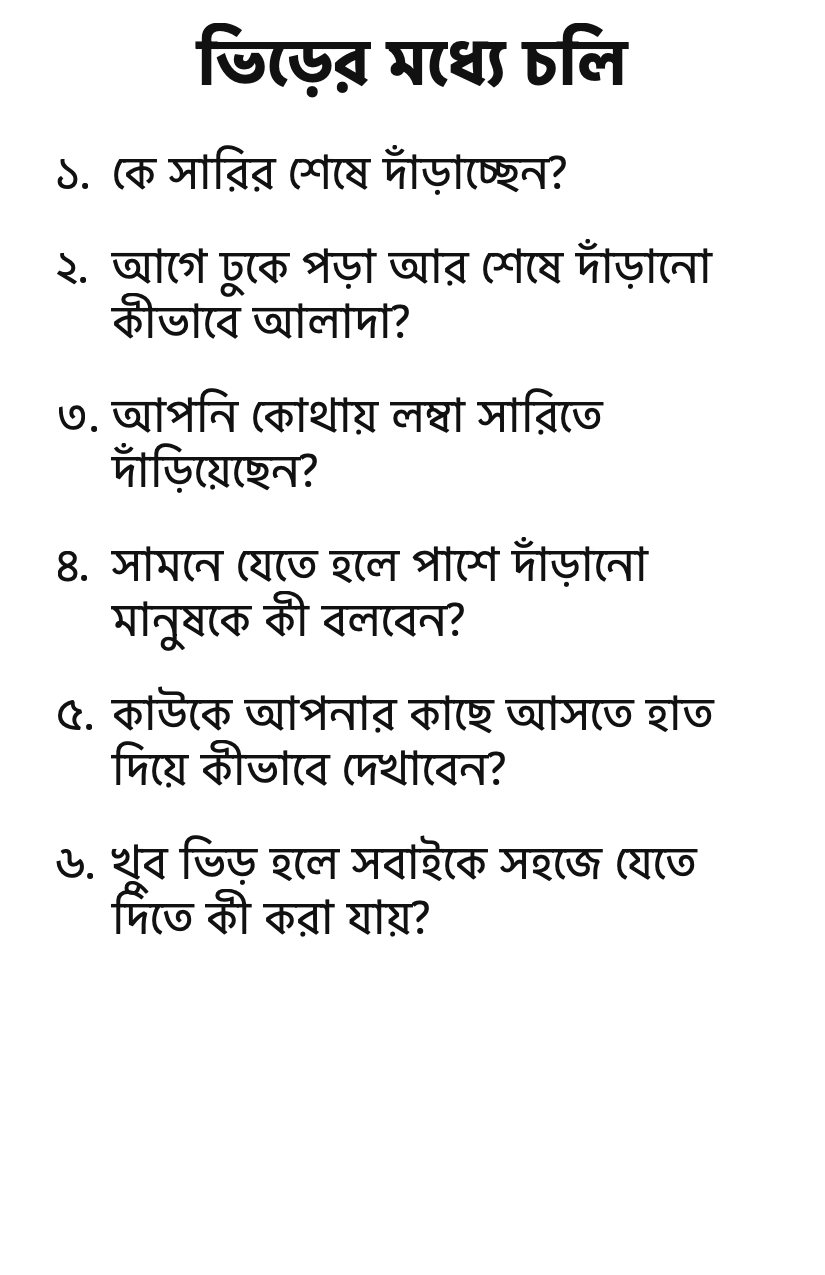 ভিড়ের মধ্যে চলি
১. কে সারির শেষে দাঁড়াচ্ছেন?
২. আগে ঢুকে পড়া আর শেষে দাঁড়ানো
কীভাবে আলাদা?
৩. আপনি কোথায় লম্বা সারিতে
দাঁড়িয়েছেন?
৪. সামনে যেতে হলে পাশে দাঁড়ানো
মানুষকে কী বলবেন?
৫. কাউকে আপনার কাছে আসতে হাত
দিয়ে কীভাবে দেখাবেন?
৬. খুব ভিড় হলে সবাইকে সহজে যেতে
দিতে কী করা যায়?